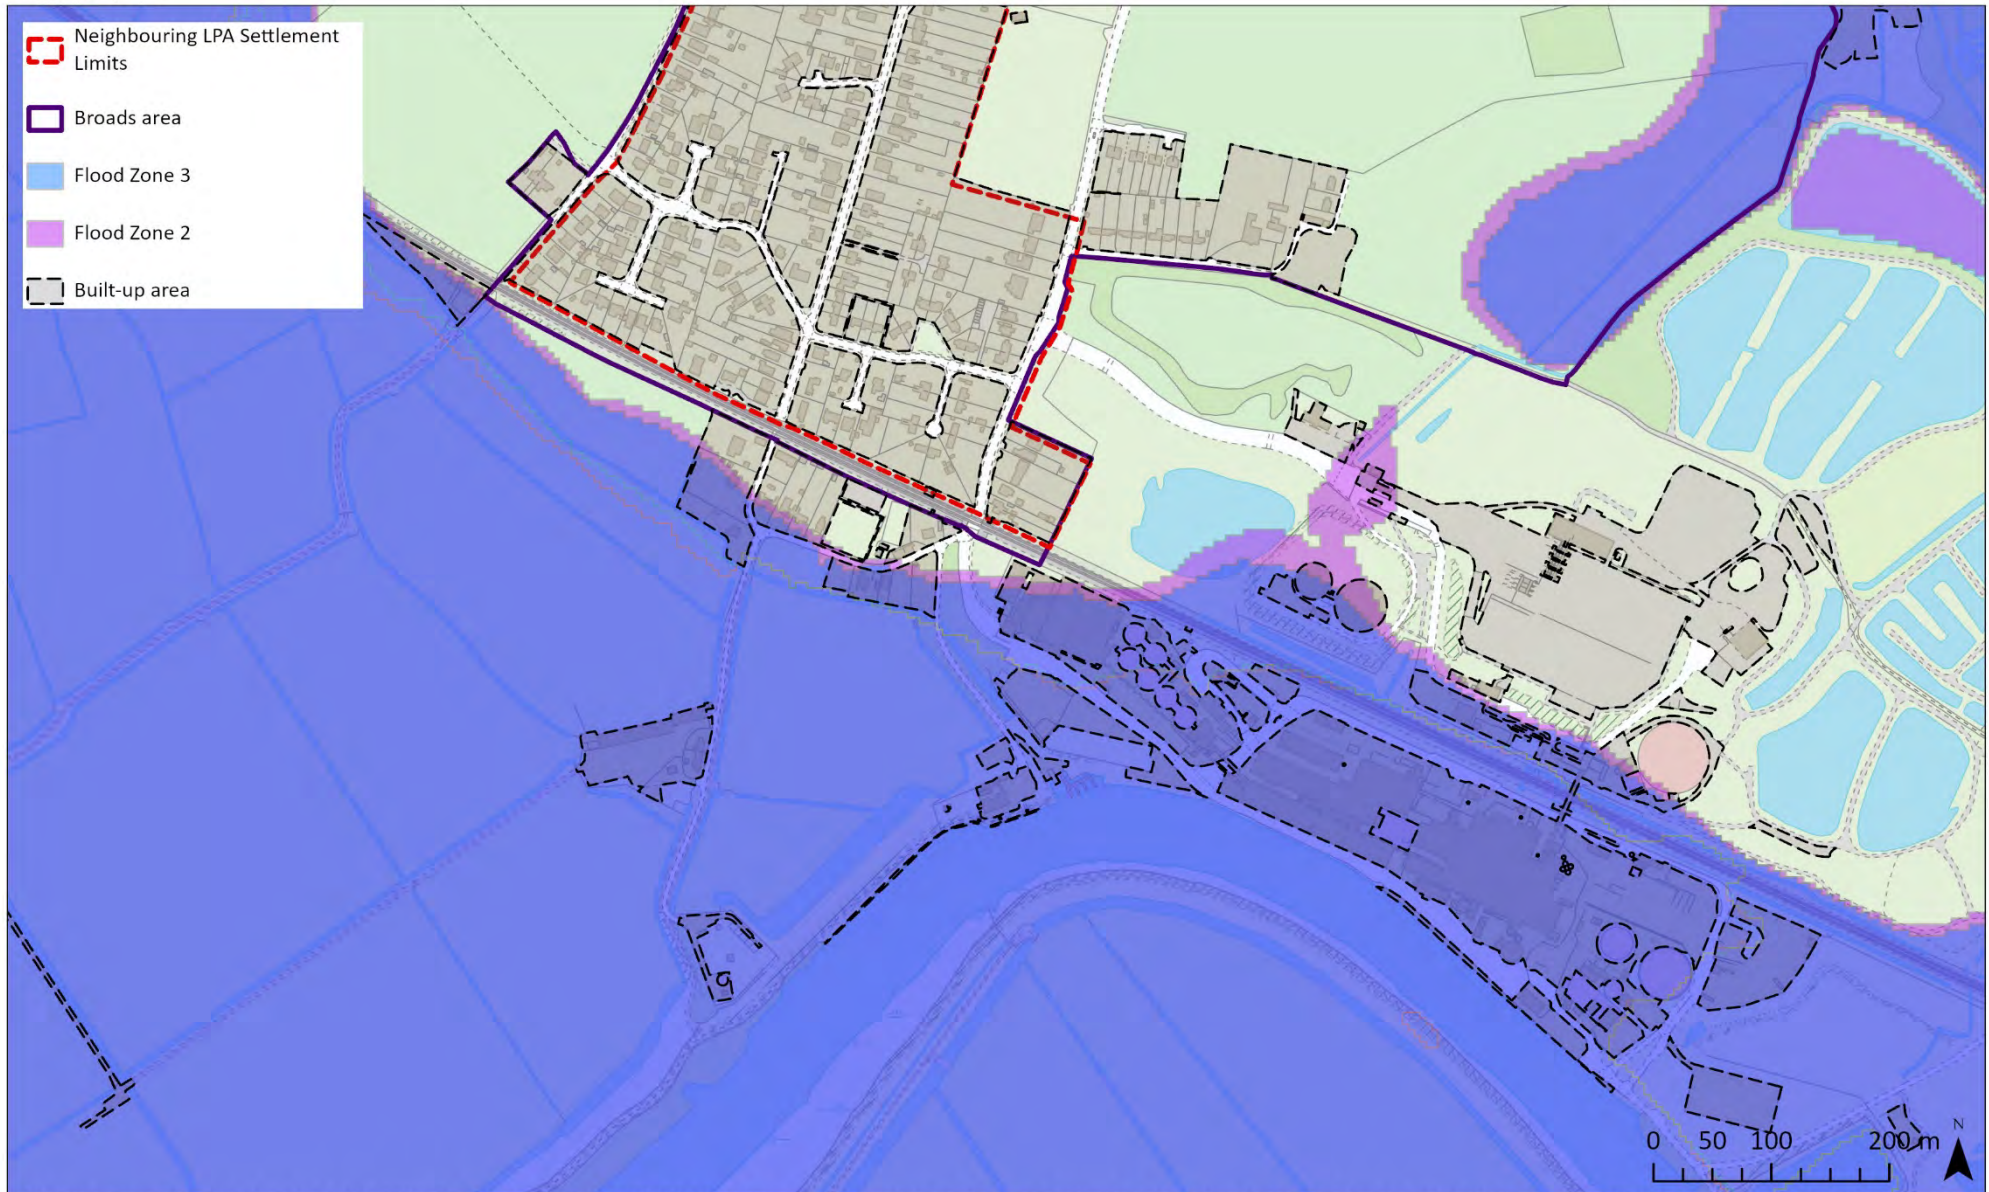 Neighbouring LPA Settlement
Limits
Broads area
Flood Zone 3
Flood Zone 2
Built-up area
N
0 50 100 200 m